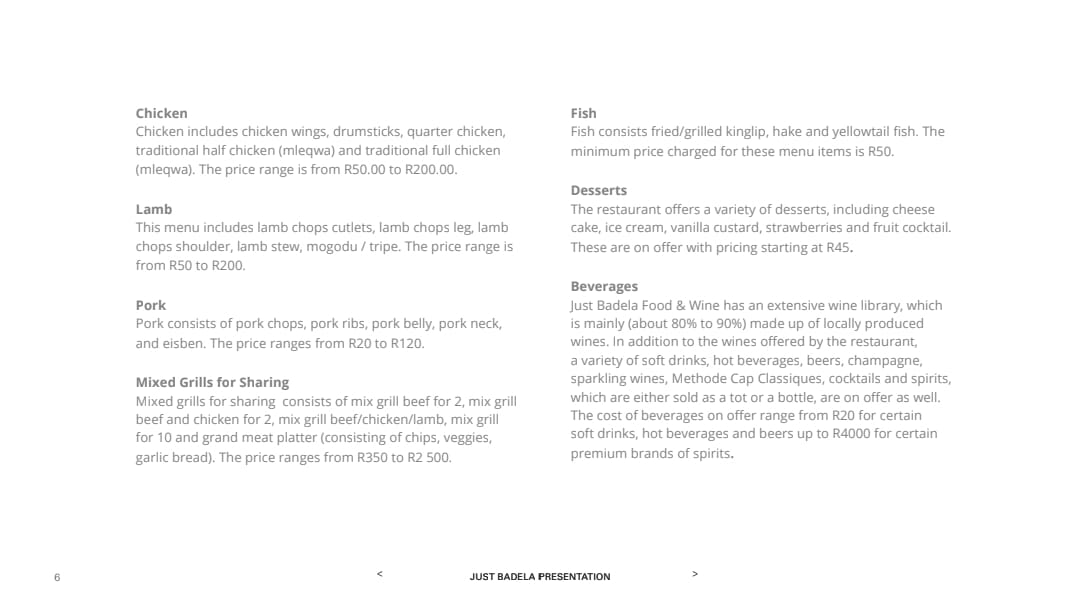 Chicken
Chicken includes chicken wings, drumsticks, quarter chicken,
traditional half chicken (mleqwa) and traditional full chicken
(mleqwa). The price range is from R50.00 to R200.00.
Lamb
This menu includes lamb chops cutlets, lamb chops leg, lamb
chops shoulder, lamb stew, mogodu / tripe. The price range is
from R50 to R200.
Pork
Pork consists of pork chops, pork ribs, pork belly, pork neck,
and eisben. The price ranges from R20 to R120.
Mixed Grills for Sharing
Mixed grills for sharing  consists of mix grill beef for 2, mix grill
beef and chicken for 2, mix grill beef/chicken/lamb, mix grill
for 10 and grand meat platter (consisting of chips, veggies,
garlic bread). The price ranges from R350 to R2 500.
Fish
Fish consists fried/grilled kinglip, hake and yellowtail fish. The
minimum price charged for these menu items is R50.
Desserts
The restaurant offers a variety of desserts, including cheese
cake, ice cream, vanilla custard, strawberries and fruit cocktail.
These are on offer with pricing starting at R45.
Beverages
Just Badela Food & Wine has an extensive wine library, which
is mainly (about 80% to 90%) made up of locally produced
wines. In addition to the wines offered by the restaurant,
a variety of soft drinks, hot beverages, beers, champagne,
sparkling wines, Methode Cap Classiques, cocktails and spirits,
which are either sold as a tot or a bottle, are on offer as well.
The cost of beverages on offer range from R20 for certain
soft drinks, hot beverages and beers up to R4000 for certain
premium brands of spirits.
6
< JUST BADELA PRESENTATION >